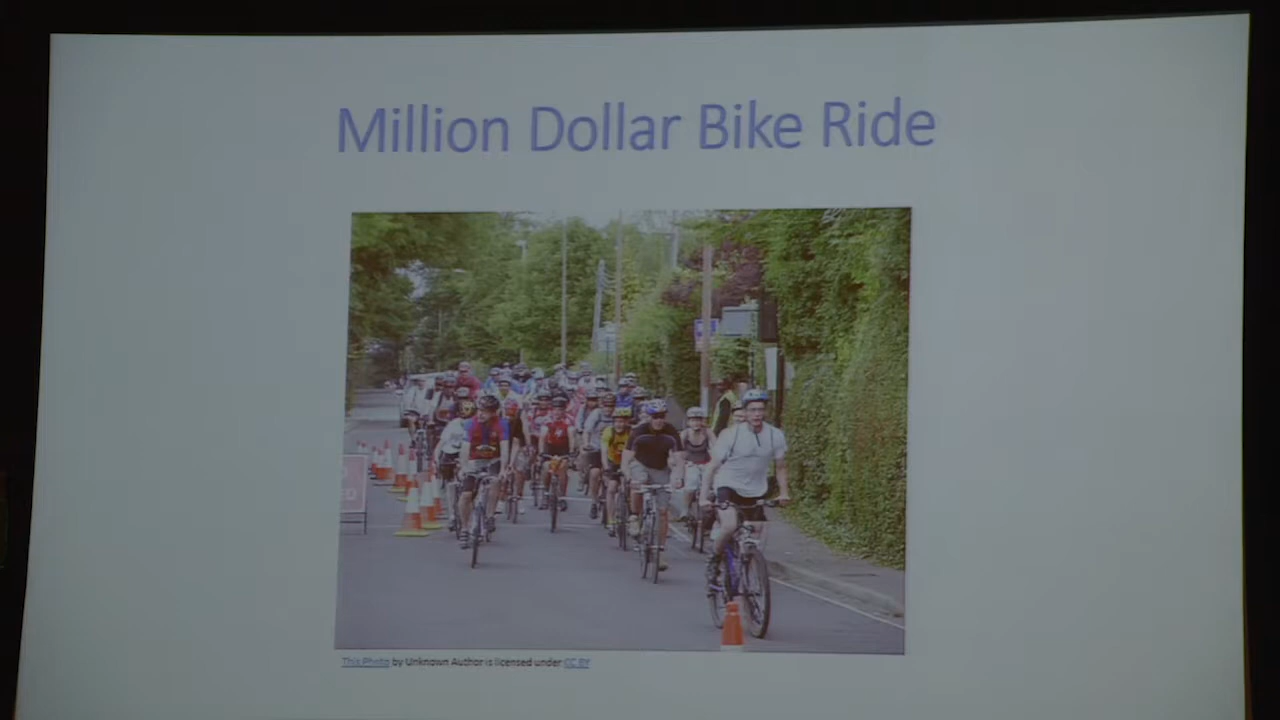 Million Dollar Bike Ride
This Photo by Unknown Author is licensed under CC BY